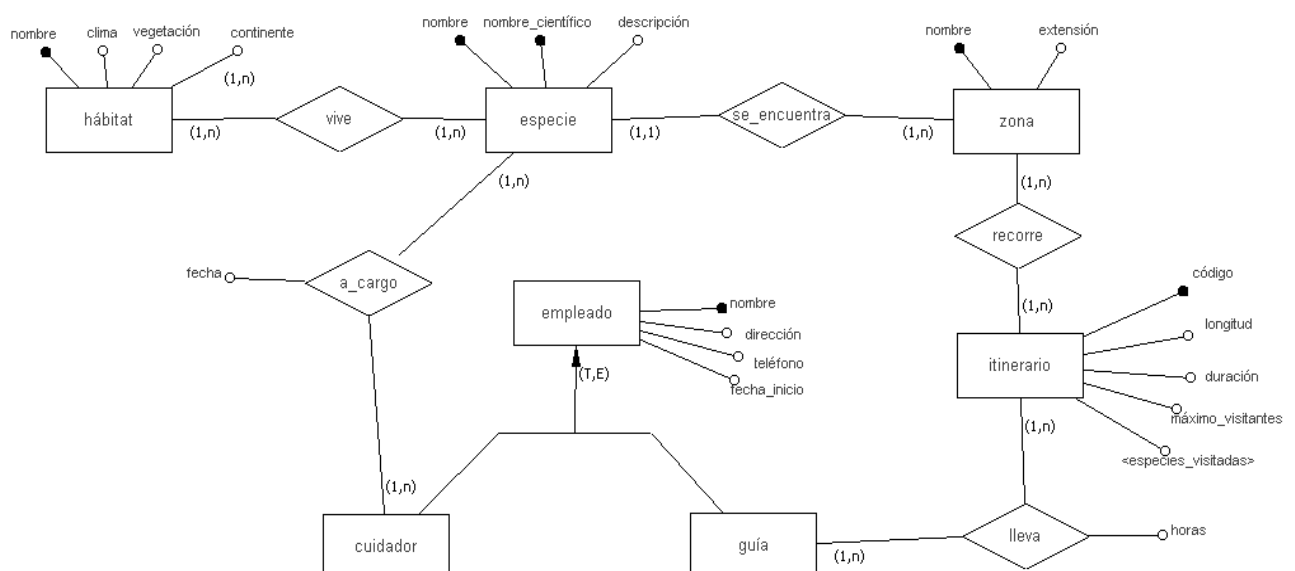 nombre
clima
vegetación
continente
(1,n)
nombre
nombre_científico
descripción
nombre
extensión
hábitat
(1,n)
vive
(1,n)
especie
(1,1)
se_encuentra
(1,n)
zona
(1,n)
(1,n)
recorre
fecha
a_cargo
empleado
nombre
dirección
teléfono
fecha_inicio
(T,E)
(1,n)
código
itinerario
longitud
duración
máximo_visitantes
<especies_visitadas>
(1,n)
(1,n)
cuidador
guía
(1,n)
lleva
horas